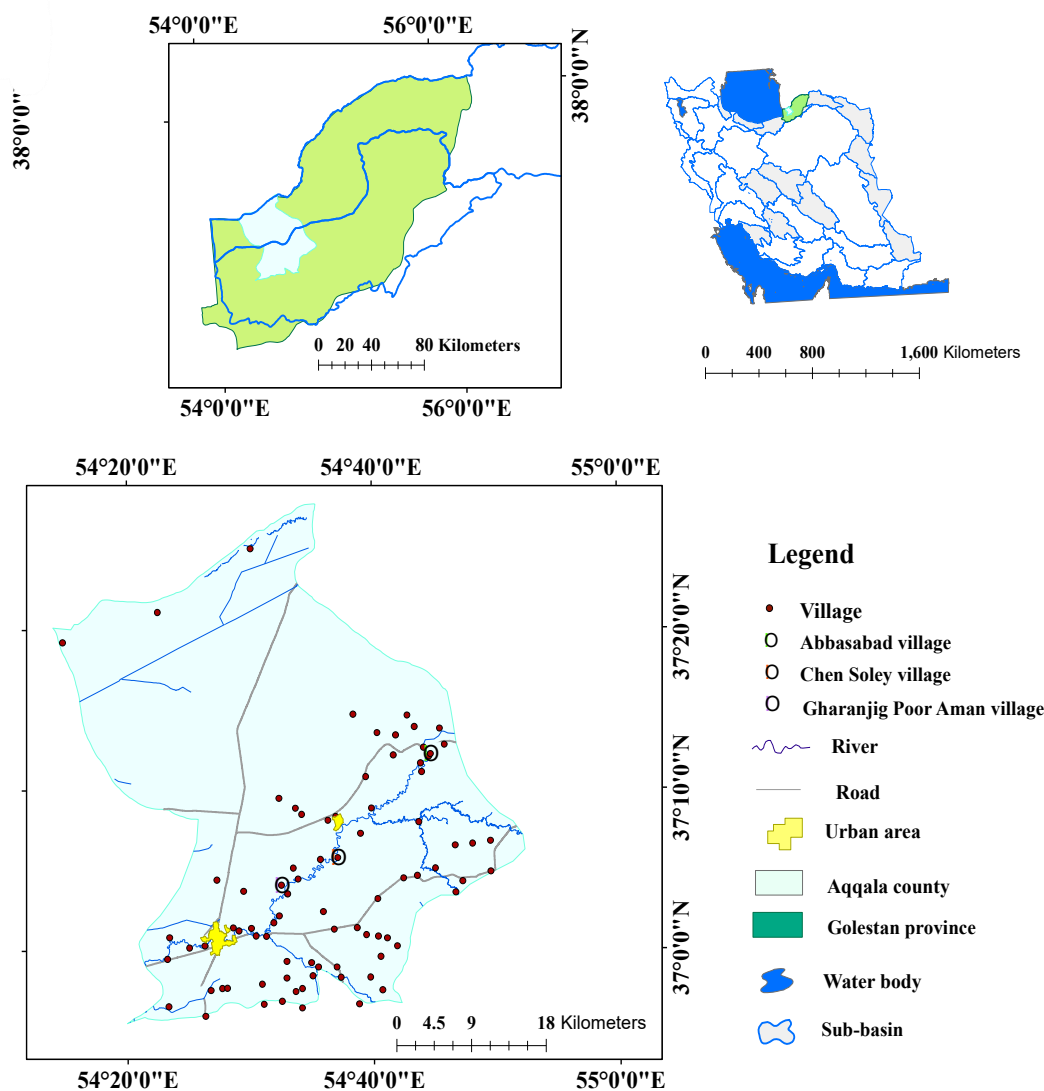 54°0'0"E 56°0'0"E
38°0'0"N
38°0'0"
0 20 40 80 Kilometers
54°0'0"E 56°0'0"E
0 400 800 1,600 Kilometers
54°20'0"E 54°40'0"E 55°0'0"E
37°20'0"N
37°10'0"N
37°0'0"N
0 4.5 9 18 Kilometers
54°20'0"E 54°40'0"E 55°0'0"E
Legend
Village
Abbasabad village
Chen Soley village
Gharanjig Poor Aman village
River
Road
Urban area
Aqqala county
Golestan province
Water body
Sub-basin